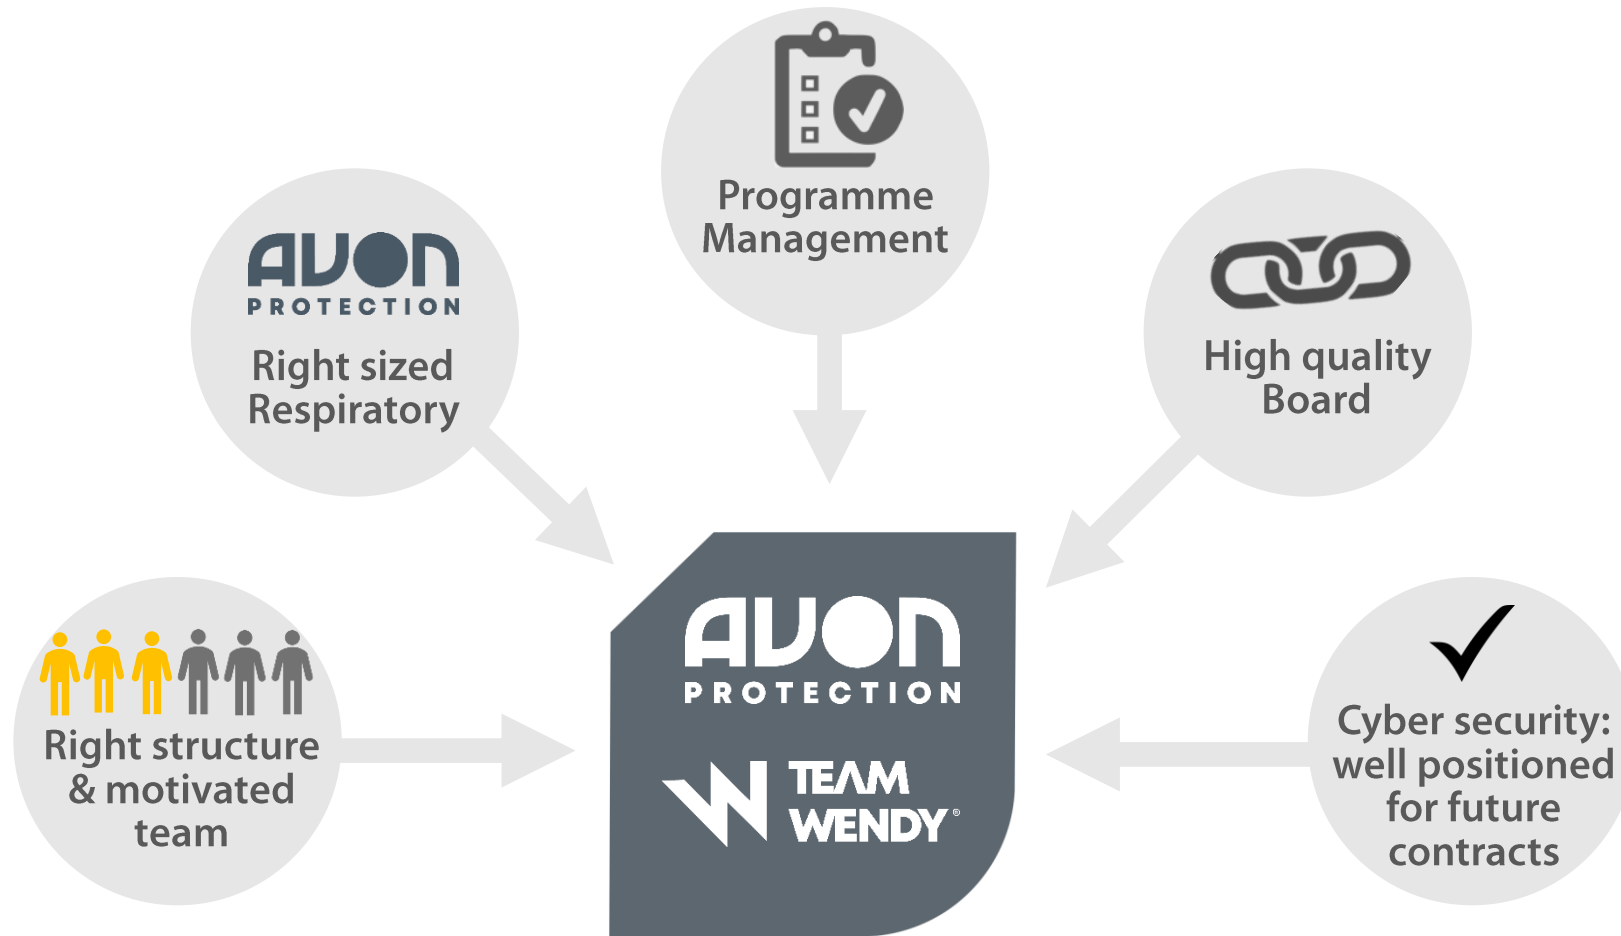 Programme
Management
AVON
PROTECTION
Right sized
Respiratory
High quality
Board
Right structure
& motivated
team
AVON
PROTECTION
TEAM
WENDY®
Cyber security:
well positioned
for future
contracts